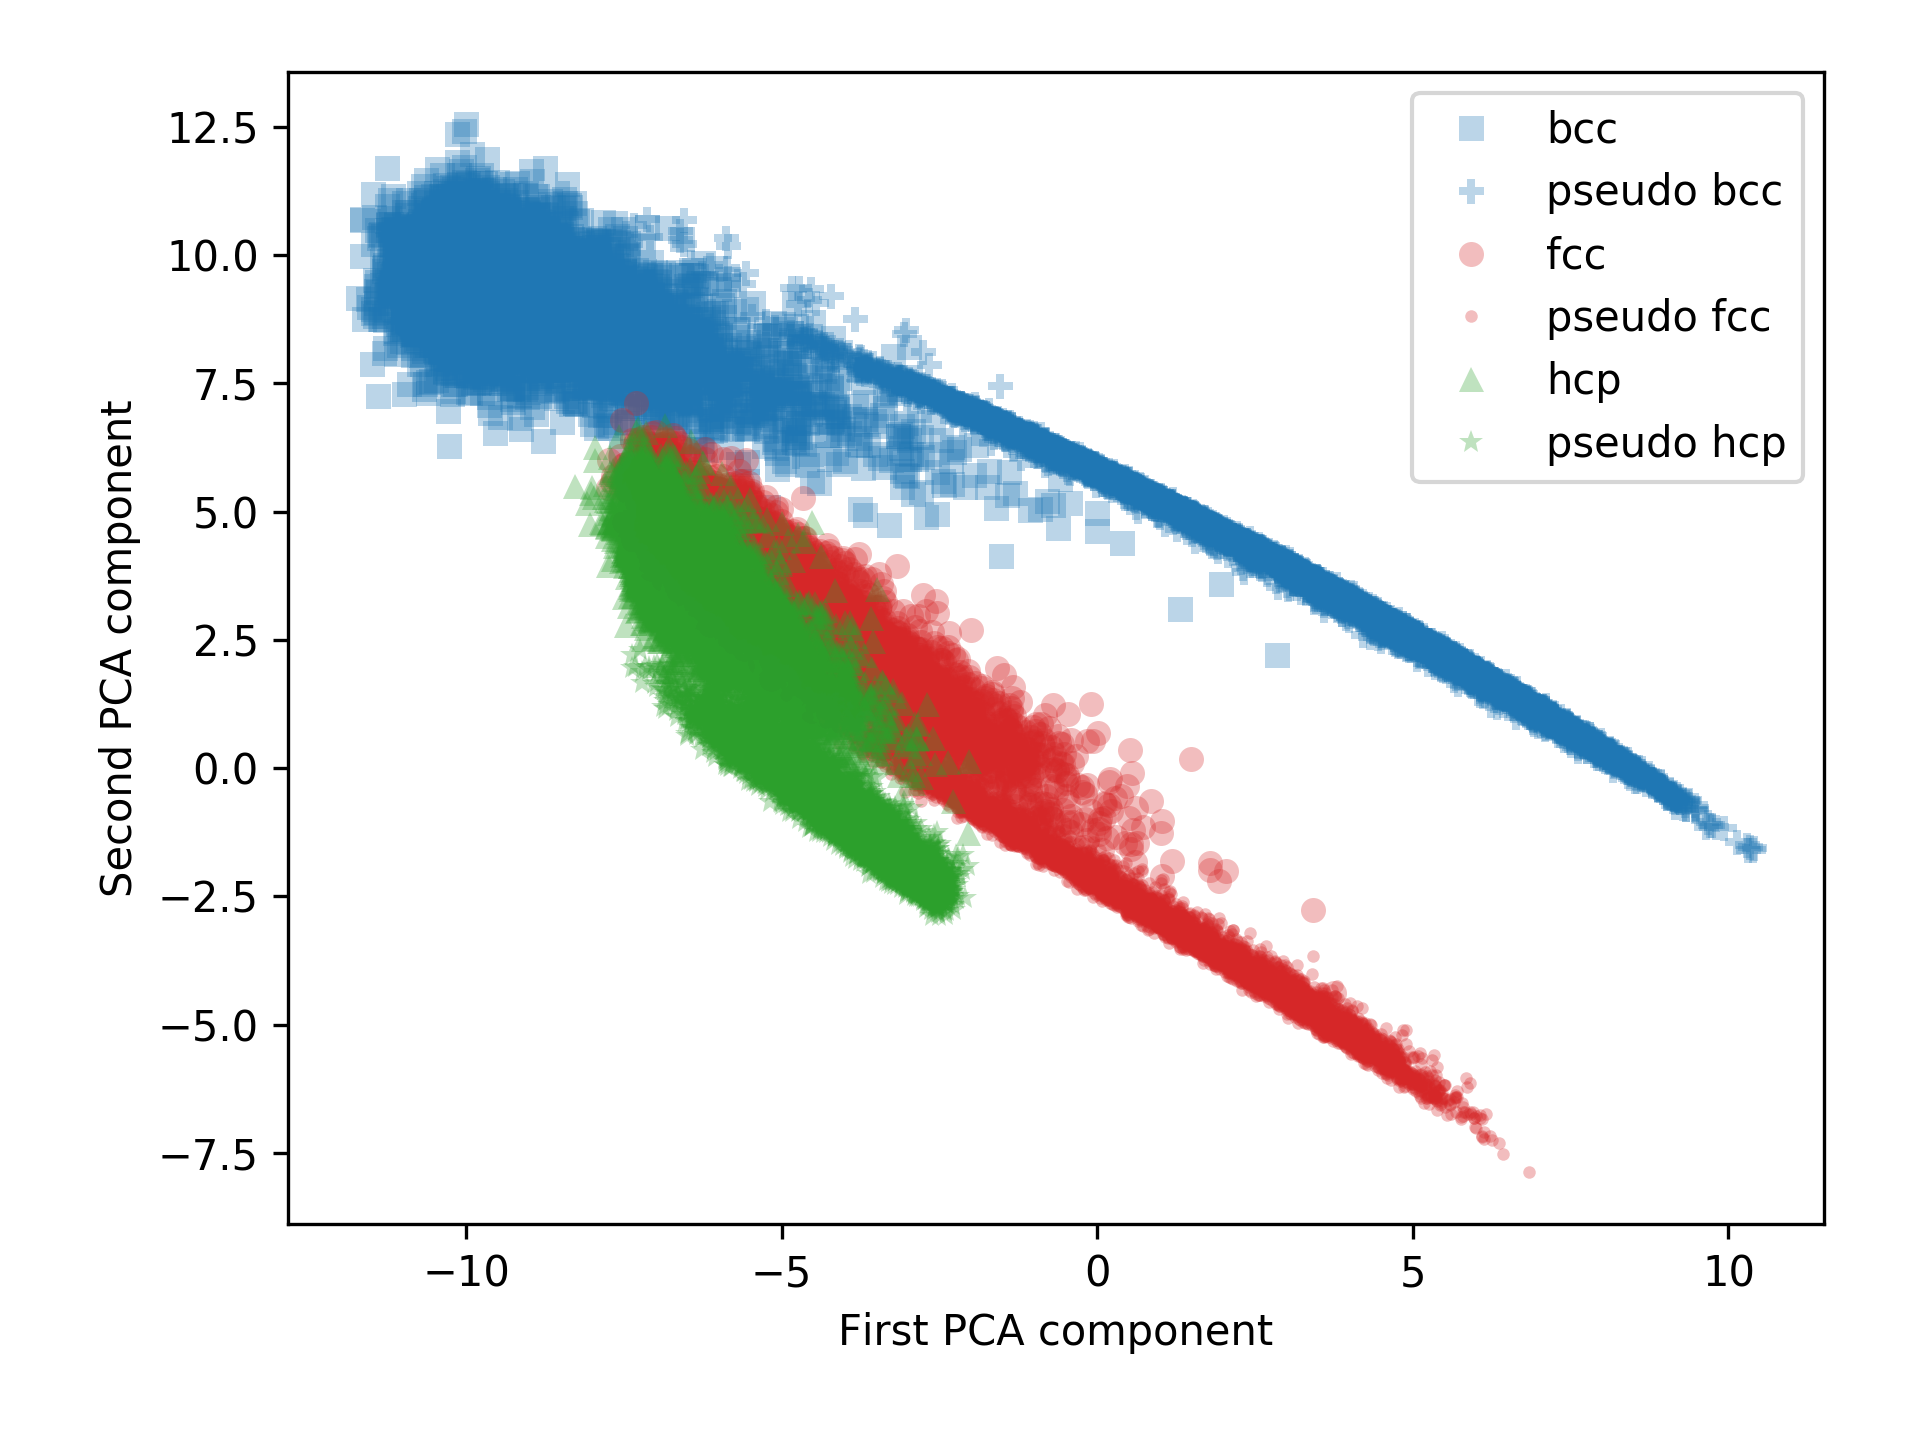 bcc
pseudo bcc
fcc
pseudo fcc
hcp
pseudo hcp
12.5
10.0
7.5
5.0
2.5
0.0
−2.5
−5.0
−7.5
Second PCA component
−10
−5
0
5
10
First PCA component